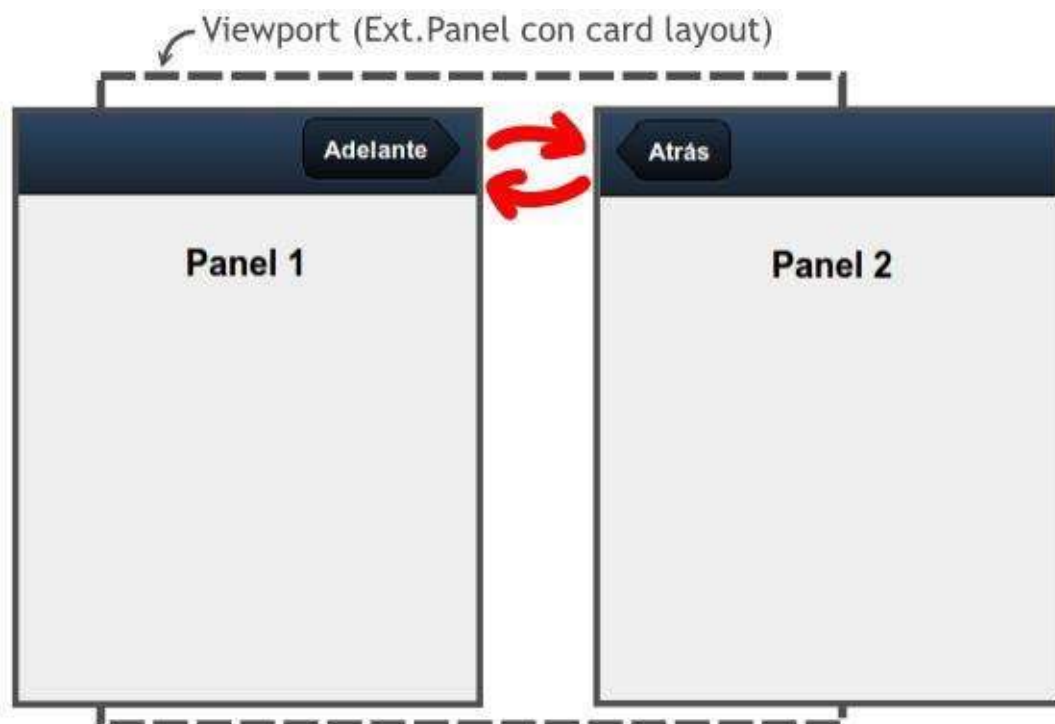 Viewport (Ext.Panel con card layout)
Adelante
Atrás
Panel 1
Panel 2